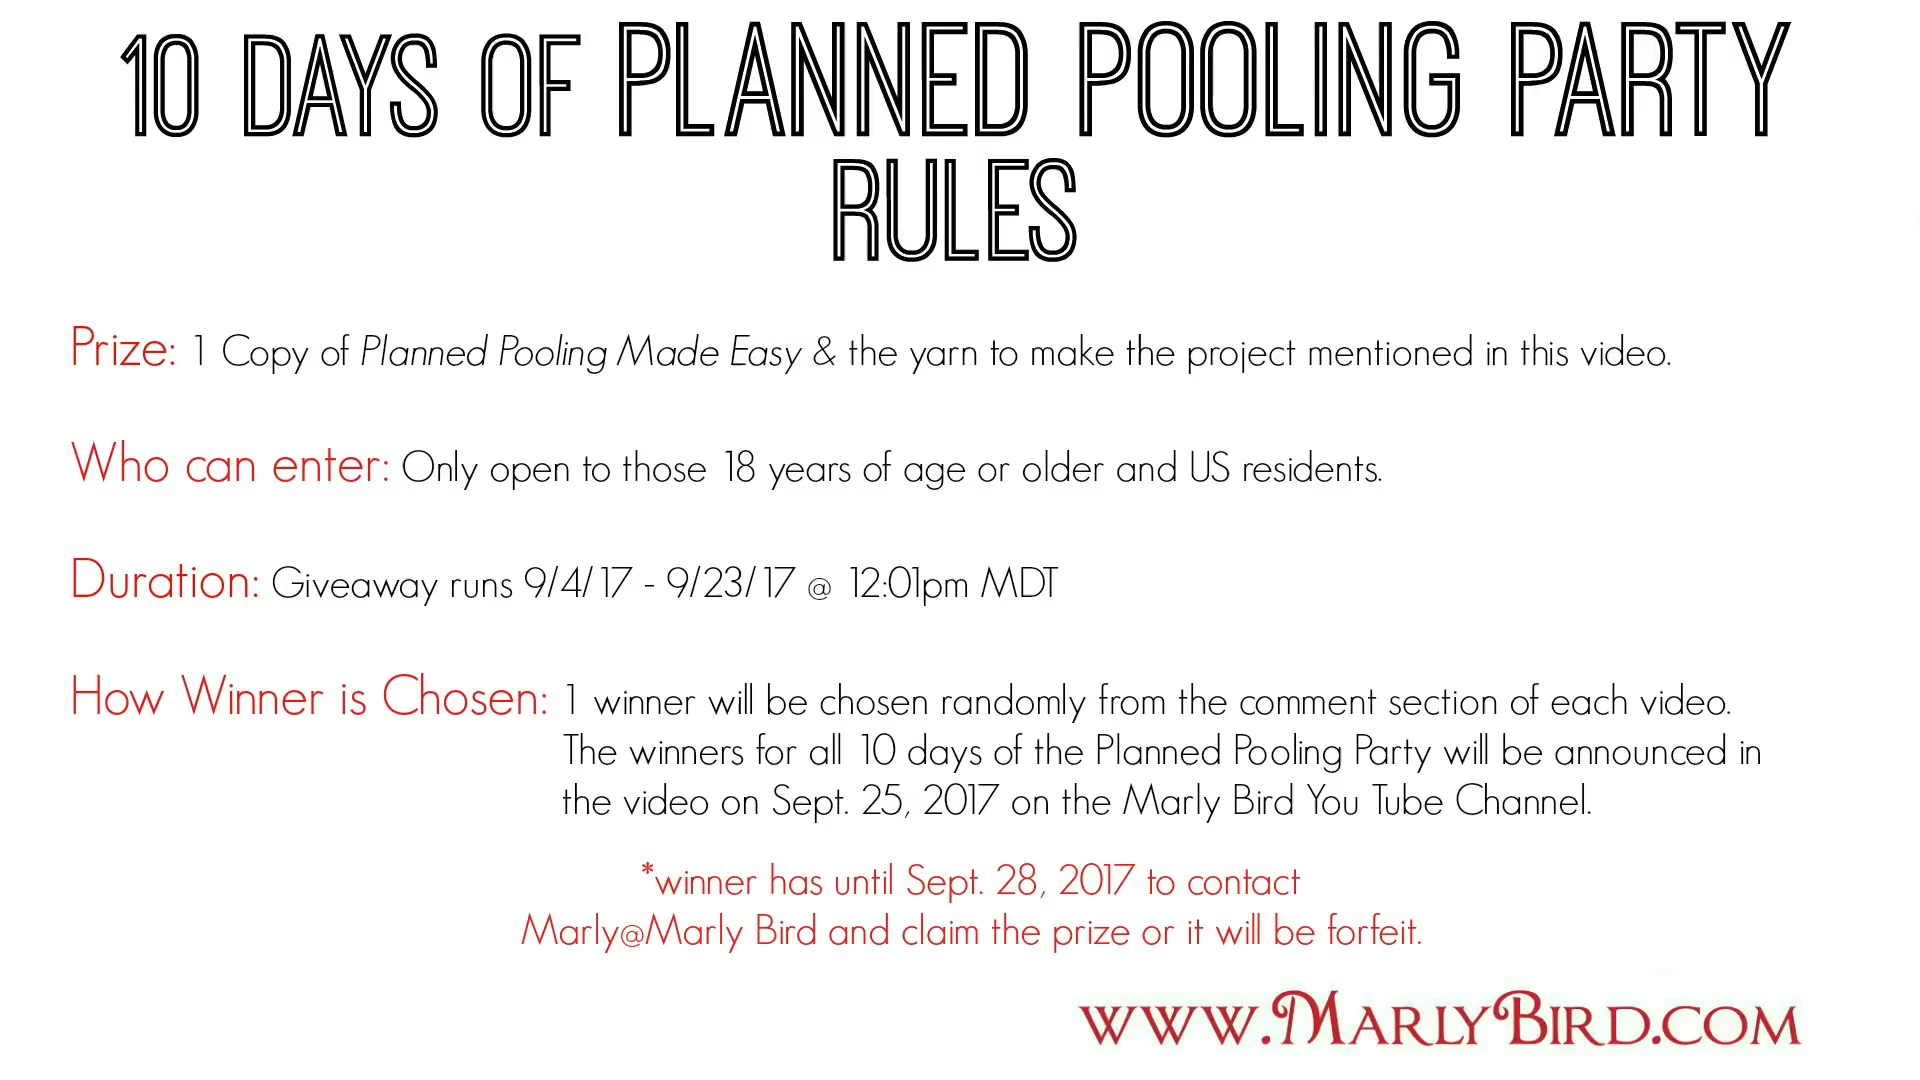 10 DAYS OF PLANNED POOLING PARTY
RULES
Prize: 1 Copy of Planned Pooling Made Easy & the yarn to make the project mentioned in this video.
Who can enter: Only open to those 18 years of age or older and US residents.
Duration: Giveaway runs 9/4/17 - 9/23/17 @ 12:01pm MDT
How Winner is Chosen: 1 winner will be chosen randomly from the comment section of each video.
The winners for all 10 days of the Planned Pooling Party will be announced in
the video on Sept. 25, 2017 on the Marly Bird You Tube Channel.
*winner has until Sept. 28, 2017 to contact
Marly@Marly Bird and claim the prize or it will be forfeit.
www.MarlyBird.com